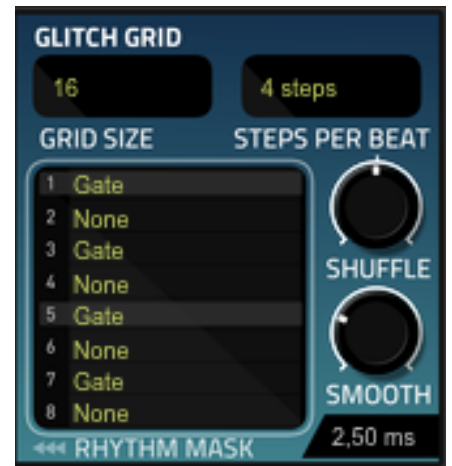 GLITCH GRID
16 4 steps
GRID SIZE STEPS PER BEAT
1 Gate
2 None
3 Gate
4 None
5 Gate
6 None
7 Gate
8 None
SHUFFLE
SMOOTH
2,50 ms
RHYTHM MASK